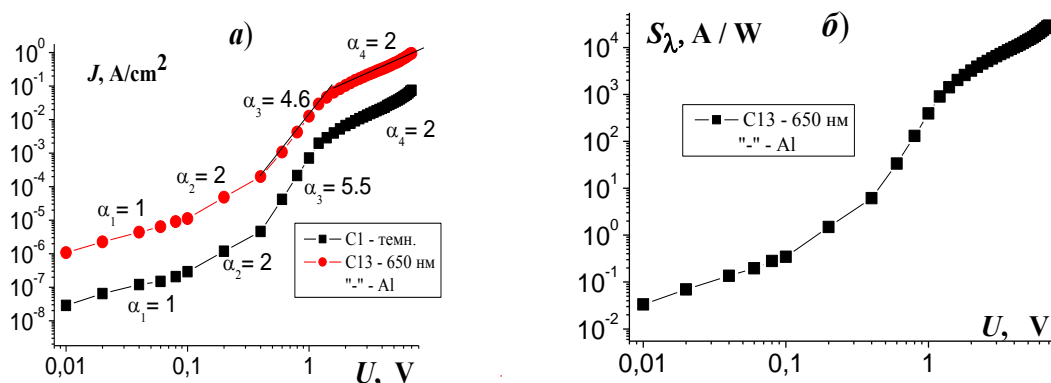 а)
J, A/cm²
10⁰
10⁻¹
10⁻²
10⁻³
10⁻⁴
10⁻⁵
10⁻⁶
10⁻⁷
10⁻⁸
α₄= 2
α₃= 4.6
α₂= 2
α₁= 1
α₄= 2
α₃= 5.5
α₂= 2
α₁= 1
C1 - темн.
C13 - 650 нм
"-" - Al
0,01 0,1 1
U, V
б)
S_λ, A / W
10⁴
10³
10²
10¹
10⁰
10⁻¹
10⁻²
C13 - 650 нм
"-" - Al
0,01 0,1 1
U, V